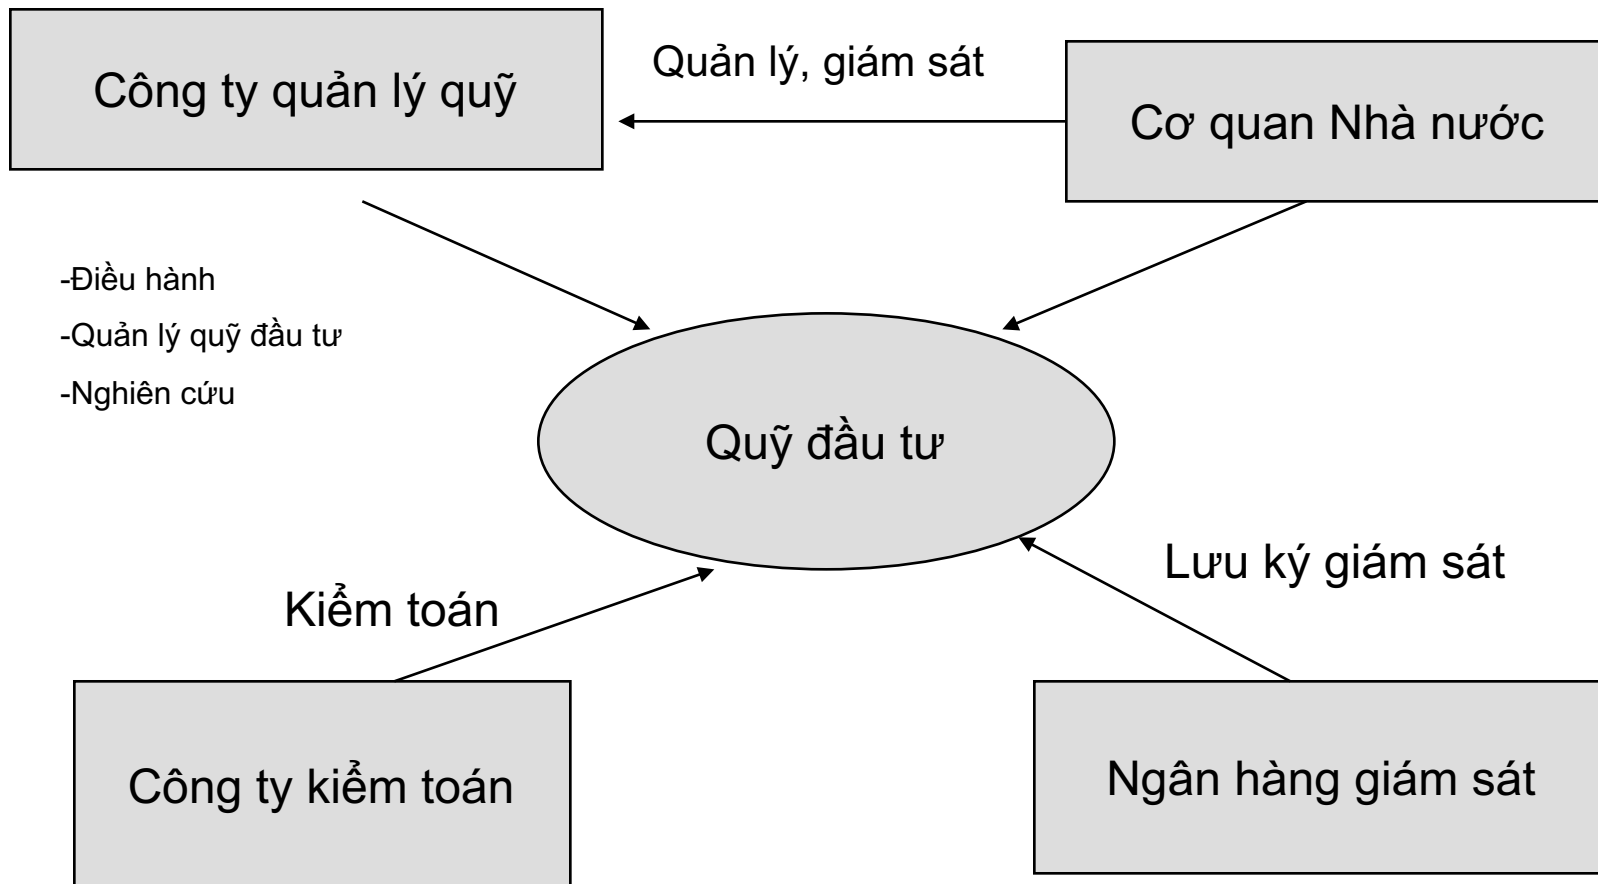 Công ty quản lý quỹ
Quản lý, giám sát
Cơ quan Nhà nước
-Điều hành
-Quản lý quỹ đầu tư
-Nghiên cứu
Quỹ đầu tư
Lưu ký giám sát
Kiểm toán
Công ty kiểm toán
Ngân hàng giám sát